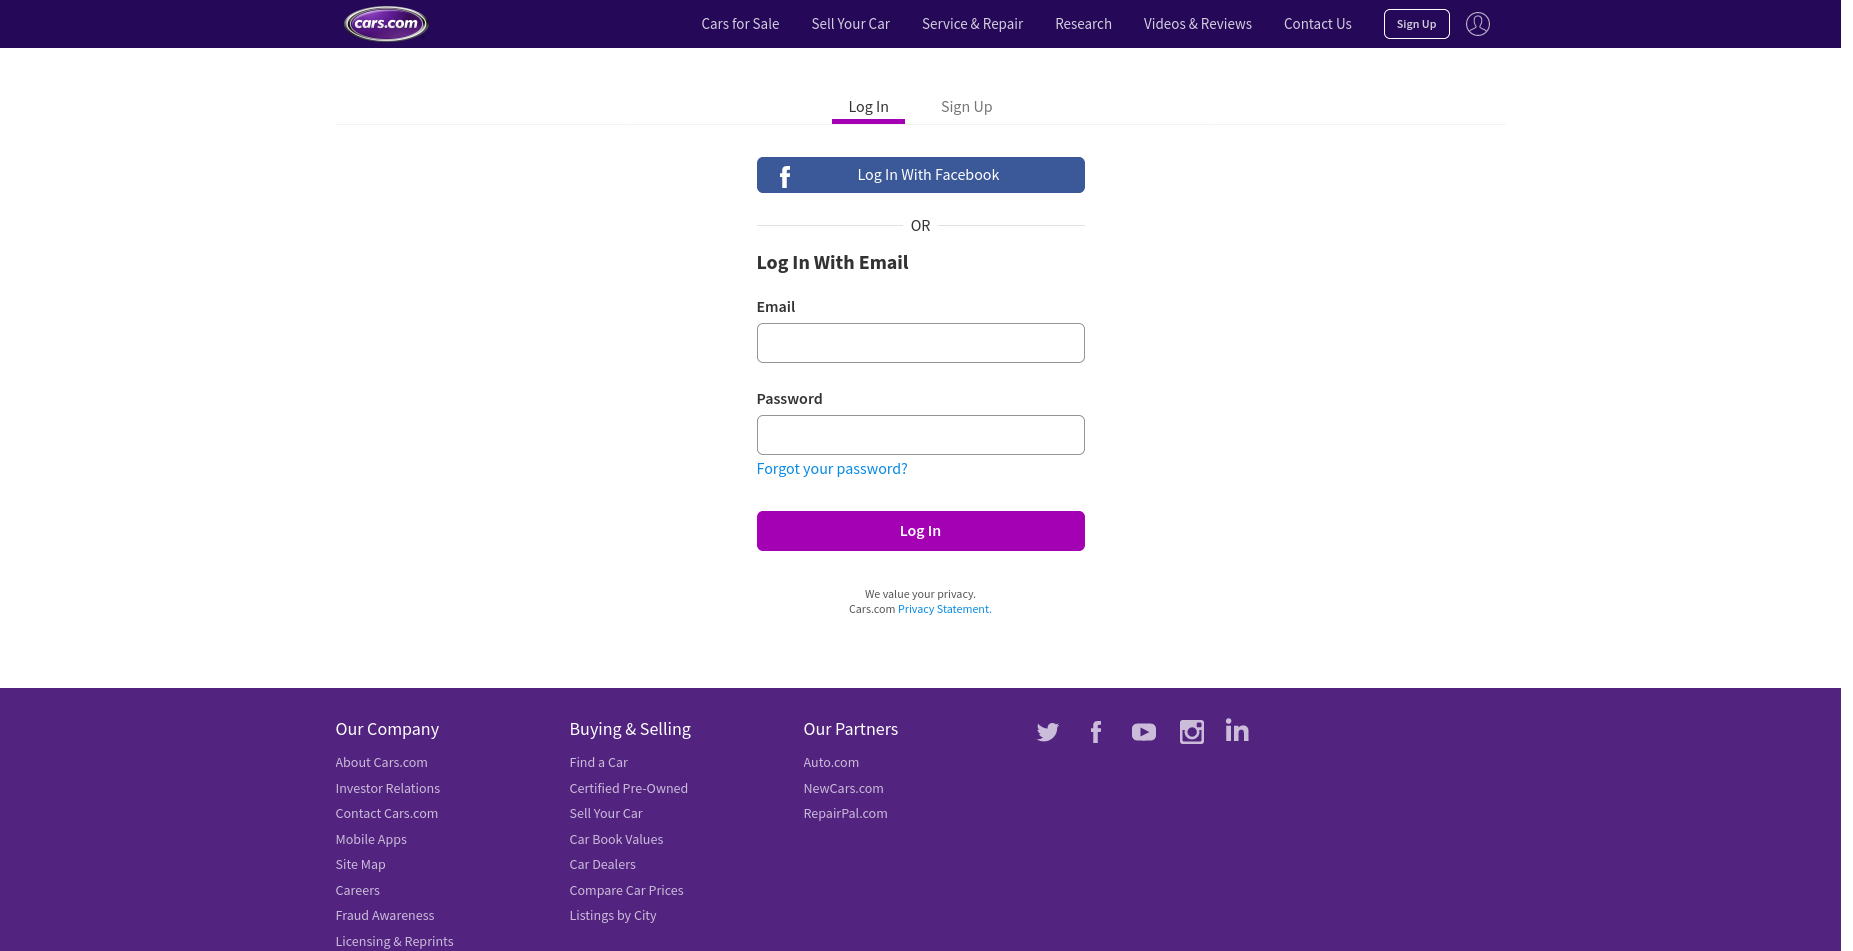 cars.com
Cars for Sale
Sell Your Car
Service & Repair
Research
Videos & Reviews
Contact Us
Sign Up
Log In
Sign Up
Log In With Facebook
OR
Log In With Email
Email
Password
Forgot your password?
Log In
We value your privacy.
Cars.com Privacy Statement.
Our Company
About Cars.com
Investor Relations
Contact Cars.com
Mobile Apps
Site Map
Careers
Fraud Awareness
Licensing & Reprints
Buying & Selling
Find a Car
Certified Pre-Owned
Sell Your Car
Car Book Values
Car Dealers
Compare Car Prices
Listings by City
Our Partners
Auto.com
NewCars.com
RepairPal.com